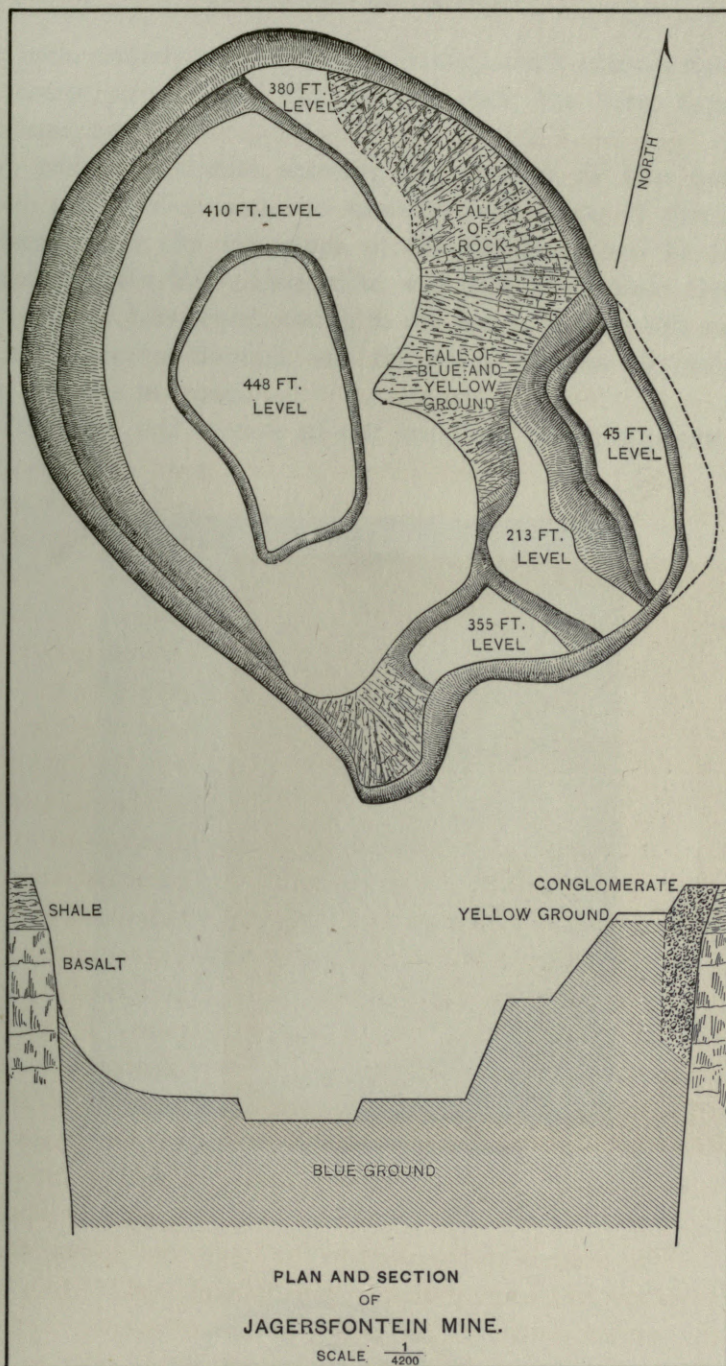 380 FT.
LEVEL
NORTH
410 FT. LEVEL
FALL
OF
ROCK
FALL OF
BLUE AND
YELLOW
GROUND
448 FT.
LEVEL
45 FT.
LEVEL
213 FT.
LEVEL
355 FT.
LEVEL
CONGLOMERATE
SHALE
YELLOW GROUND
BASALT
BLUE GROUND
PLAN AND SECTION
OF
JAGERSFONTEIN MINE.
SCALE 1/4200